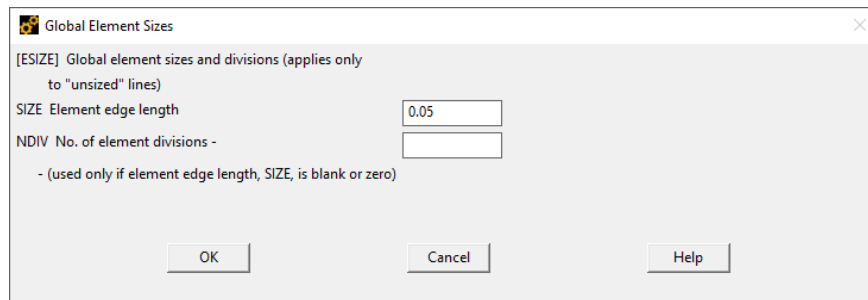 Global Element Sizes
[ESIZE] Global element sizes and divisions (applies only
to "unsized" lines)
SIZE Element edge length 0.05
NDIV No. of element divisions -
- (used only if element edge length, SIZE, is blank or zero)
OK Cancel Help